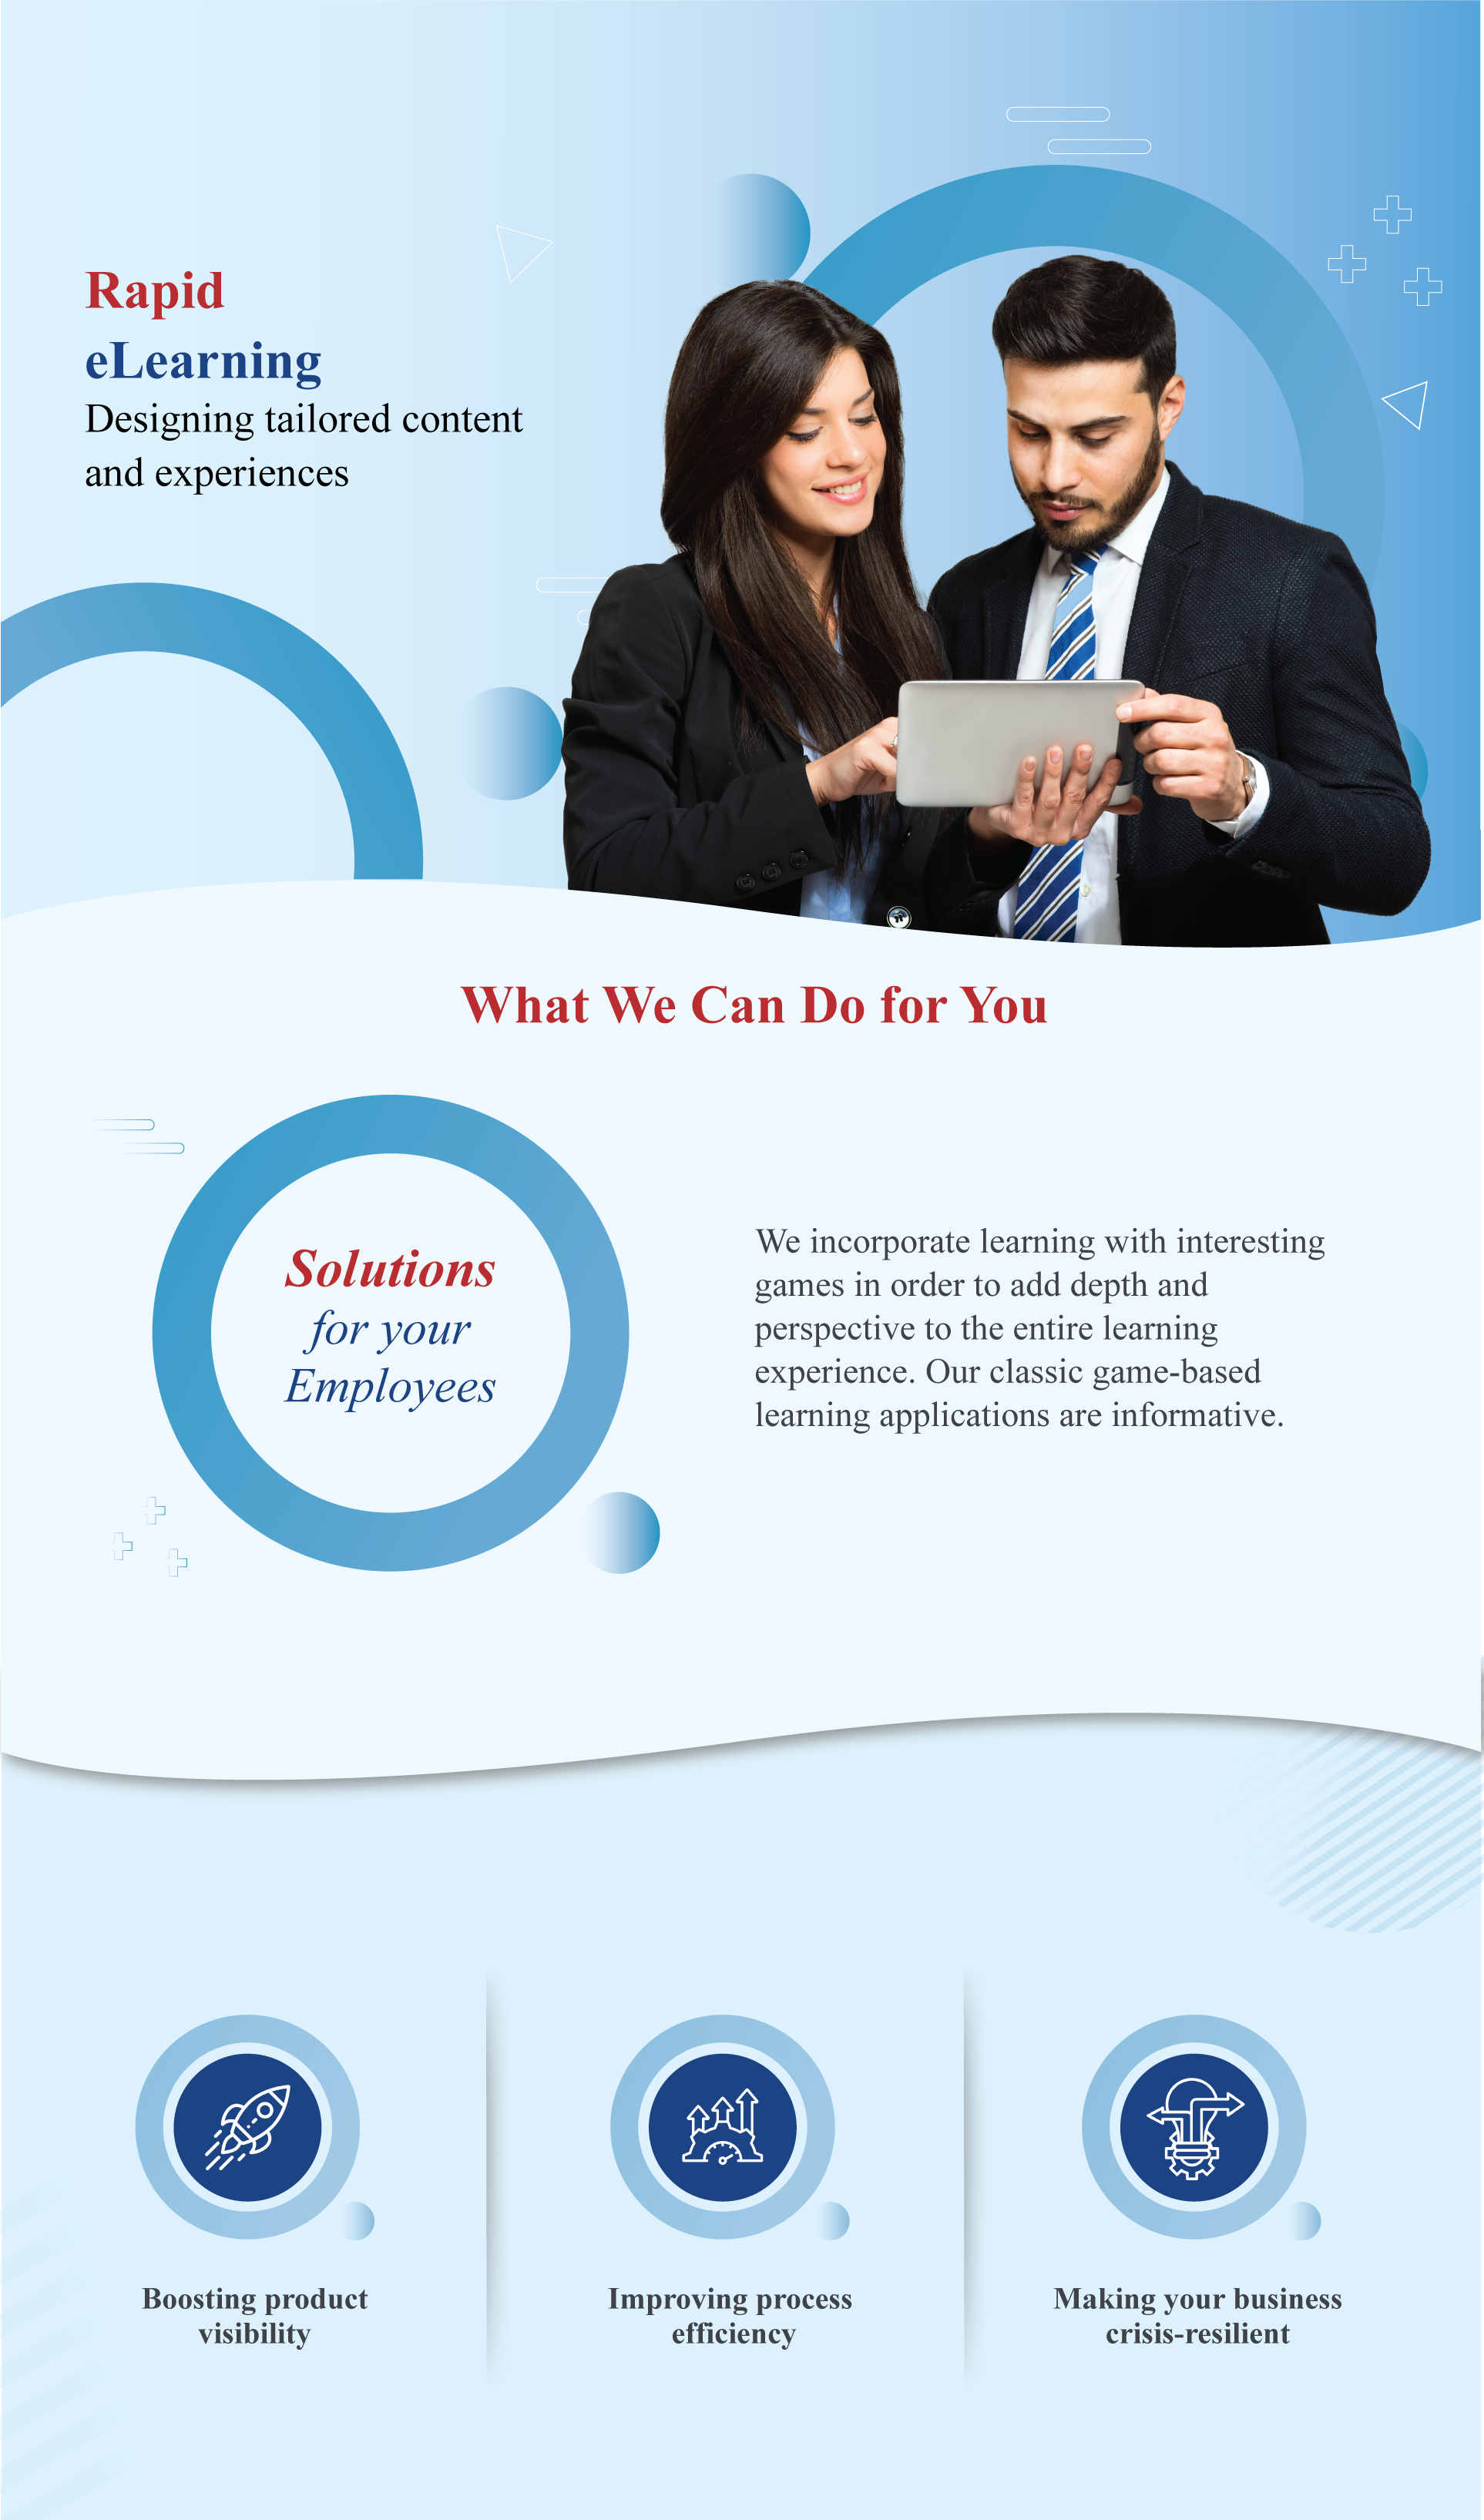 Rapid
eLearning
Designing tailored content
and experiences
What We Can Do for You
Solutions
for your
Employees
We incorporate learning with interesting
games in order to add depth and
perspective to the entire learning
experience. Our classic game-based
learning applications are informative.
Boosting product
visibility
Improving process
efficiency
Making your business
crisis-resilient